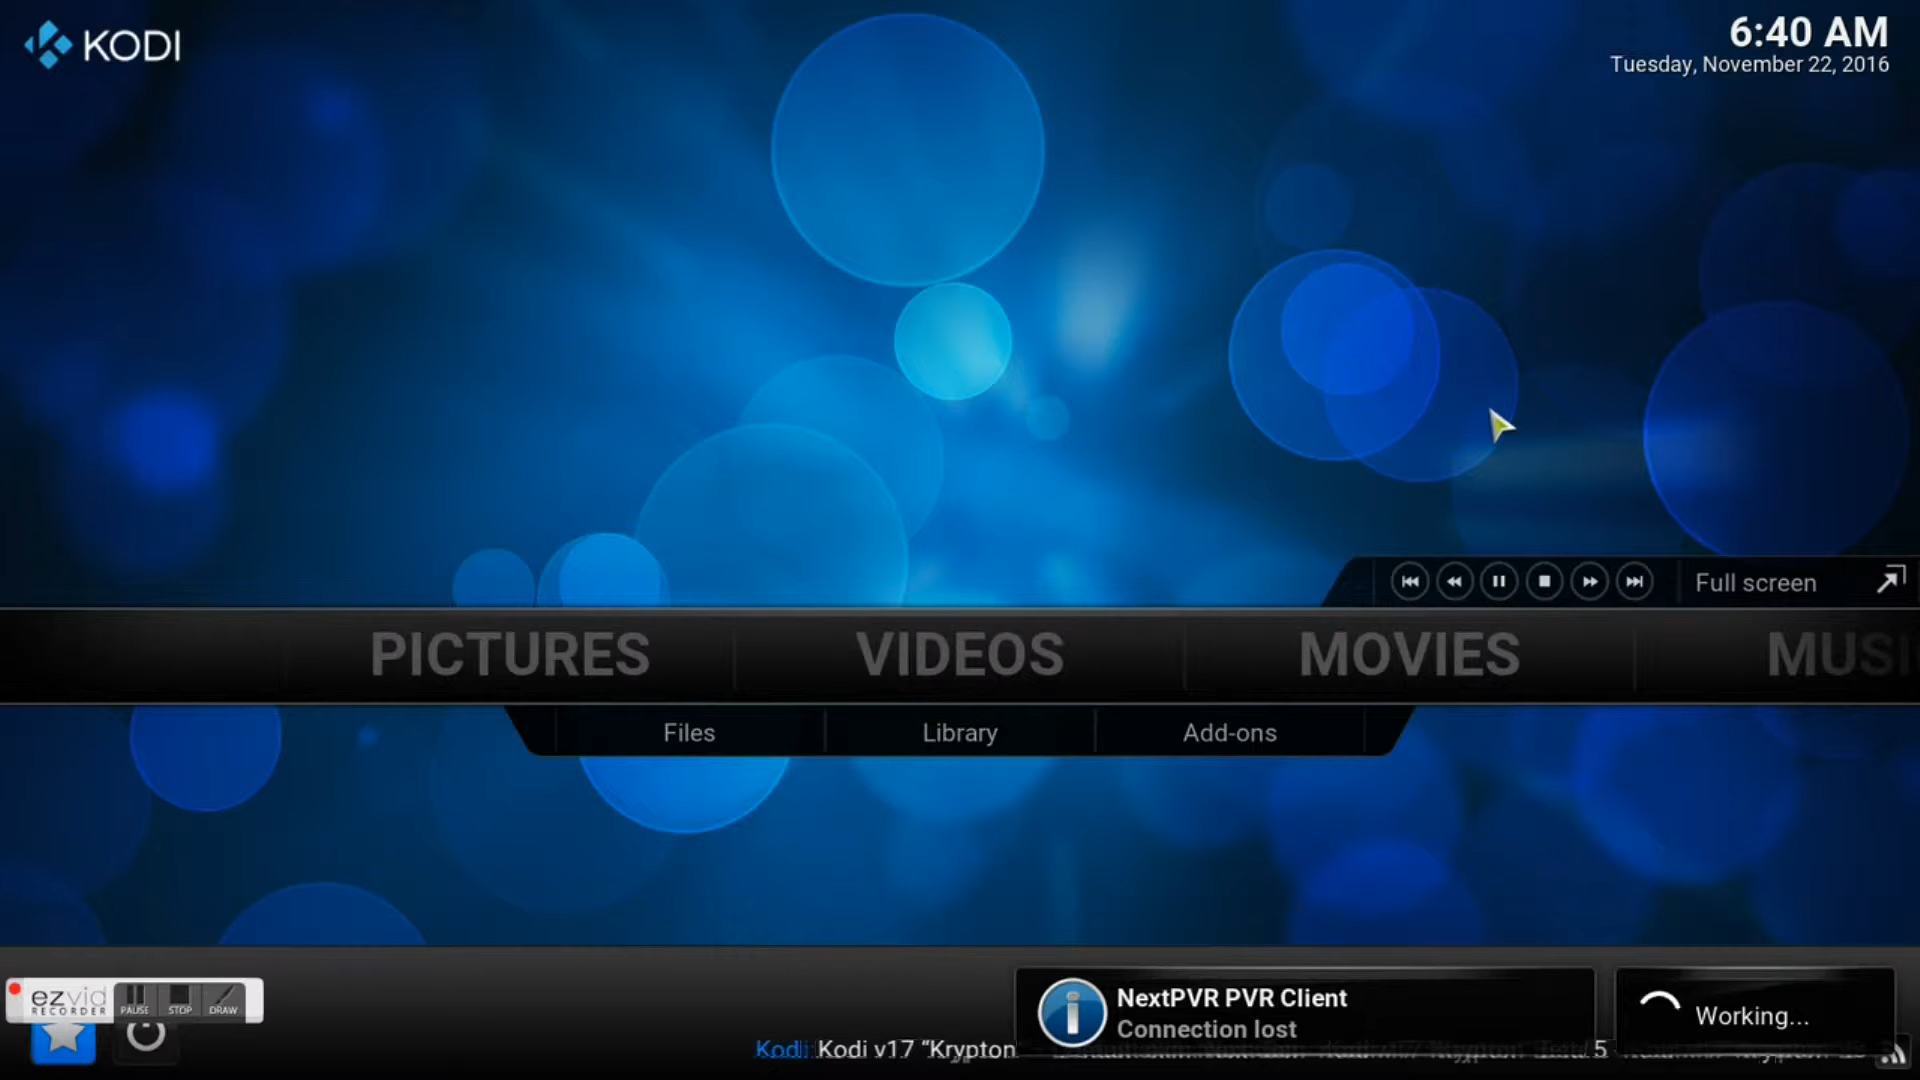 KODI
6:40 AM
Tuesday, November 22, 2016
Full screen
PICTURES VIDEOS MOVIES MUSI
Files Library Add-ons
ezvid
RECORDER
PAUSE STOP DRAW
NextPVR PVR Client
Connection lost
Working...
Kodi: Kodi v17 “Krypton